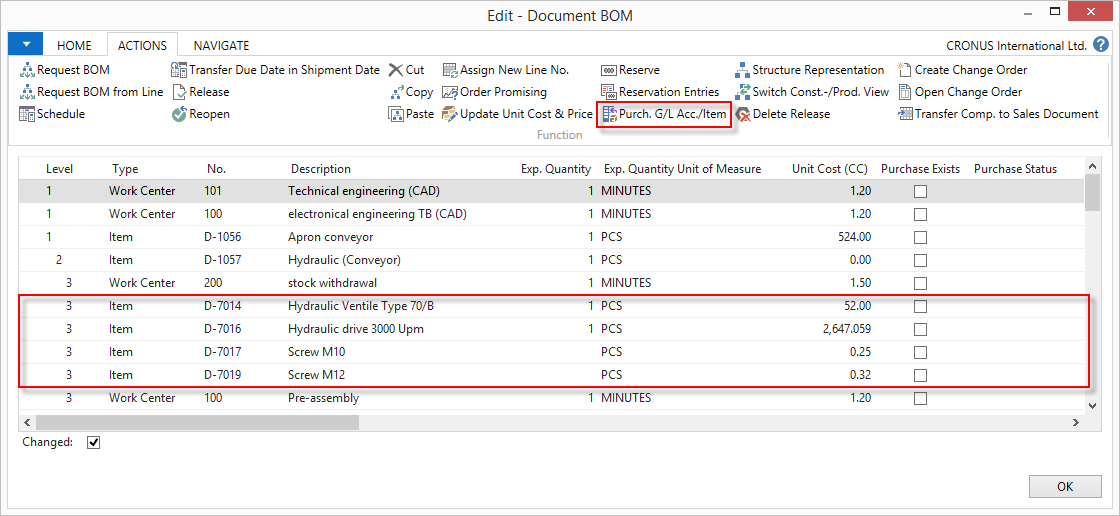 Edit - Document BOM
HOME ACTIONS NAVIGATE CRONUS International Ltd. ?
Request BOM Transfer Due Date in Shipment Date Cut Assign New Line No. Reserve Structure Representation Create Change Order
Request BOM from Line Release Copy Order Promising Reservation Entries Switch Const.-/Prod. View Open Change Order
Schedule Reopen Paste Update Unit Cost & Price Purch. G/L Acc./Item Delete Release Transfer Comp. to Sales Document
Function
Level Type No. Description Exp. Quantity Exp. Quantity Unit of Measure Unit Cost (CC) Purchase Exists Purchase Status
1 Work Center 101 Technical engineering (CAD) 1 MINUTES 1.20
1 Work Center 100 electronical engineering TB (CAD) 1 MINUTES 1.20
1 Item D-1056 Apron conveyor 1 PCS 524.00
2 Item D-1057 Hydraulic (Conveyor) 1 PCS 0.00
3 Work Center 200 stock withdrawal 1 MINUTES 1.50
3 Item D-7014 Hydraulic Ventile Type 70/B 1 PCS 52.00
3 Item D-7016 Hydraulic drive 3000 Upm 1 PCS 2,647.059
3 Item D-7017 Screw M10 PCS 0.25
3 Item D-7019 Screw M12 PCS 0.32
3 Work Center 100 Pre-assembly 1 MINUTES 1.20
Changed:
OK